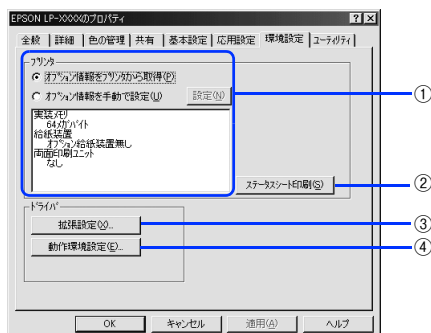 EPSON LP-XXXXのプロパティ
全般 詳細 色の管理 共有 基本設定 応用設定 環境設定 ユーティリティ
プリンタ
オプション情報をプリンタから取得(P)
オプション情報を手動で設定(U) 設定(N)
①
実装メモリ
64メガバイト
給紙装置
オプション給紙装置無し
両面印刷ユニット
なし
ステータスシート印刷(S) ②
ドライバ
拡張設定(X)... ③
動作環境設定(E)... ④
OK キャンセル 適用(A) ヘルプ